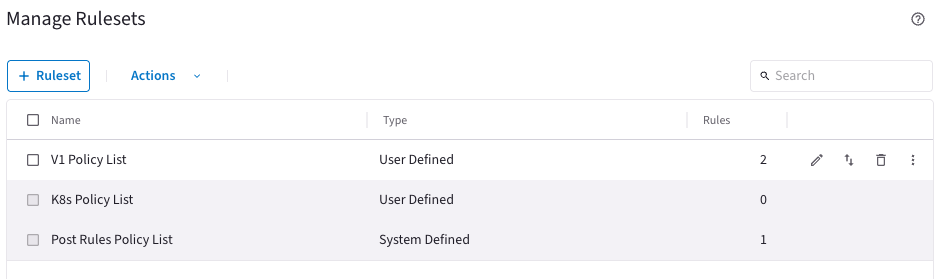 Manage Rulesets
+ Ruleset Actions Search
Name Type Rules
V1 Policy List User Defined 2
K8s Policy List User Defined 0
Post Rules Policy List System Defined 1